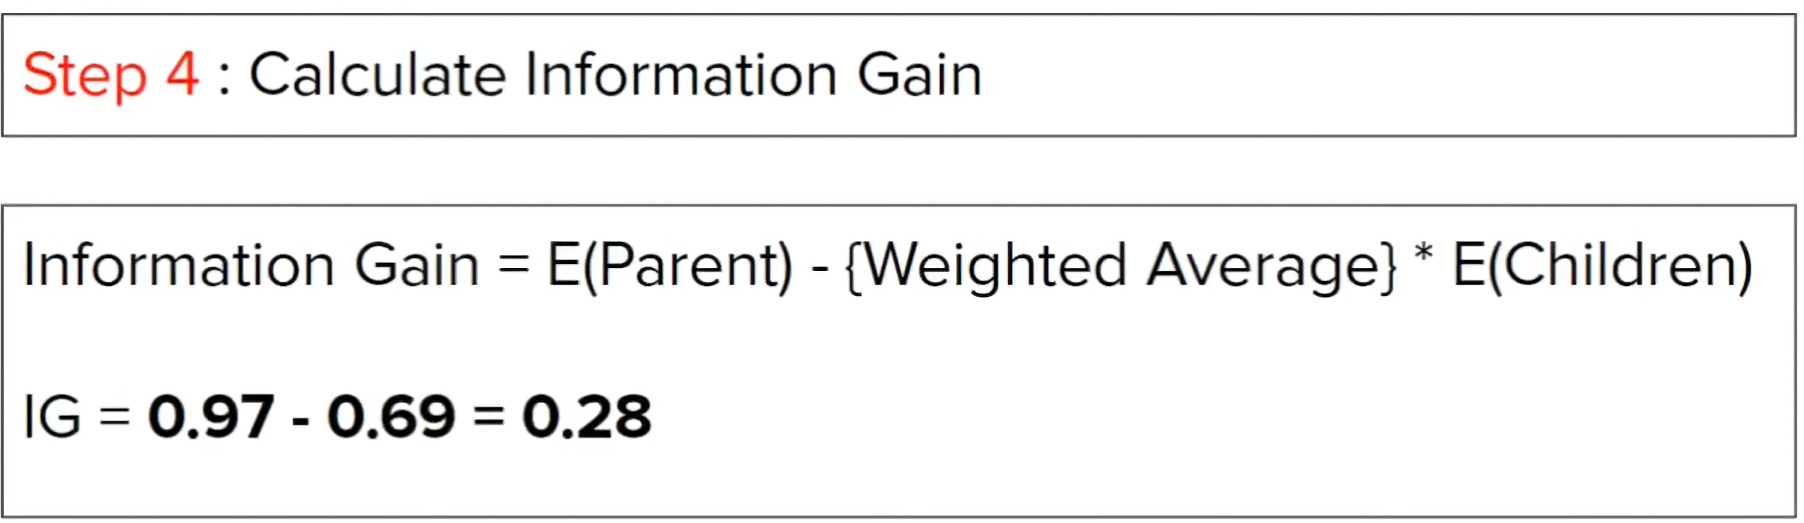 Step 4 : Calculate Information Gain
Information Gain = E(Parent) - {Weighted Average} * E(Children)
IG = 0.97 - 0.69 = 0.28